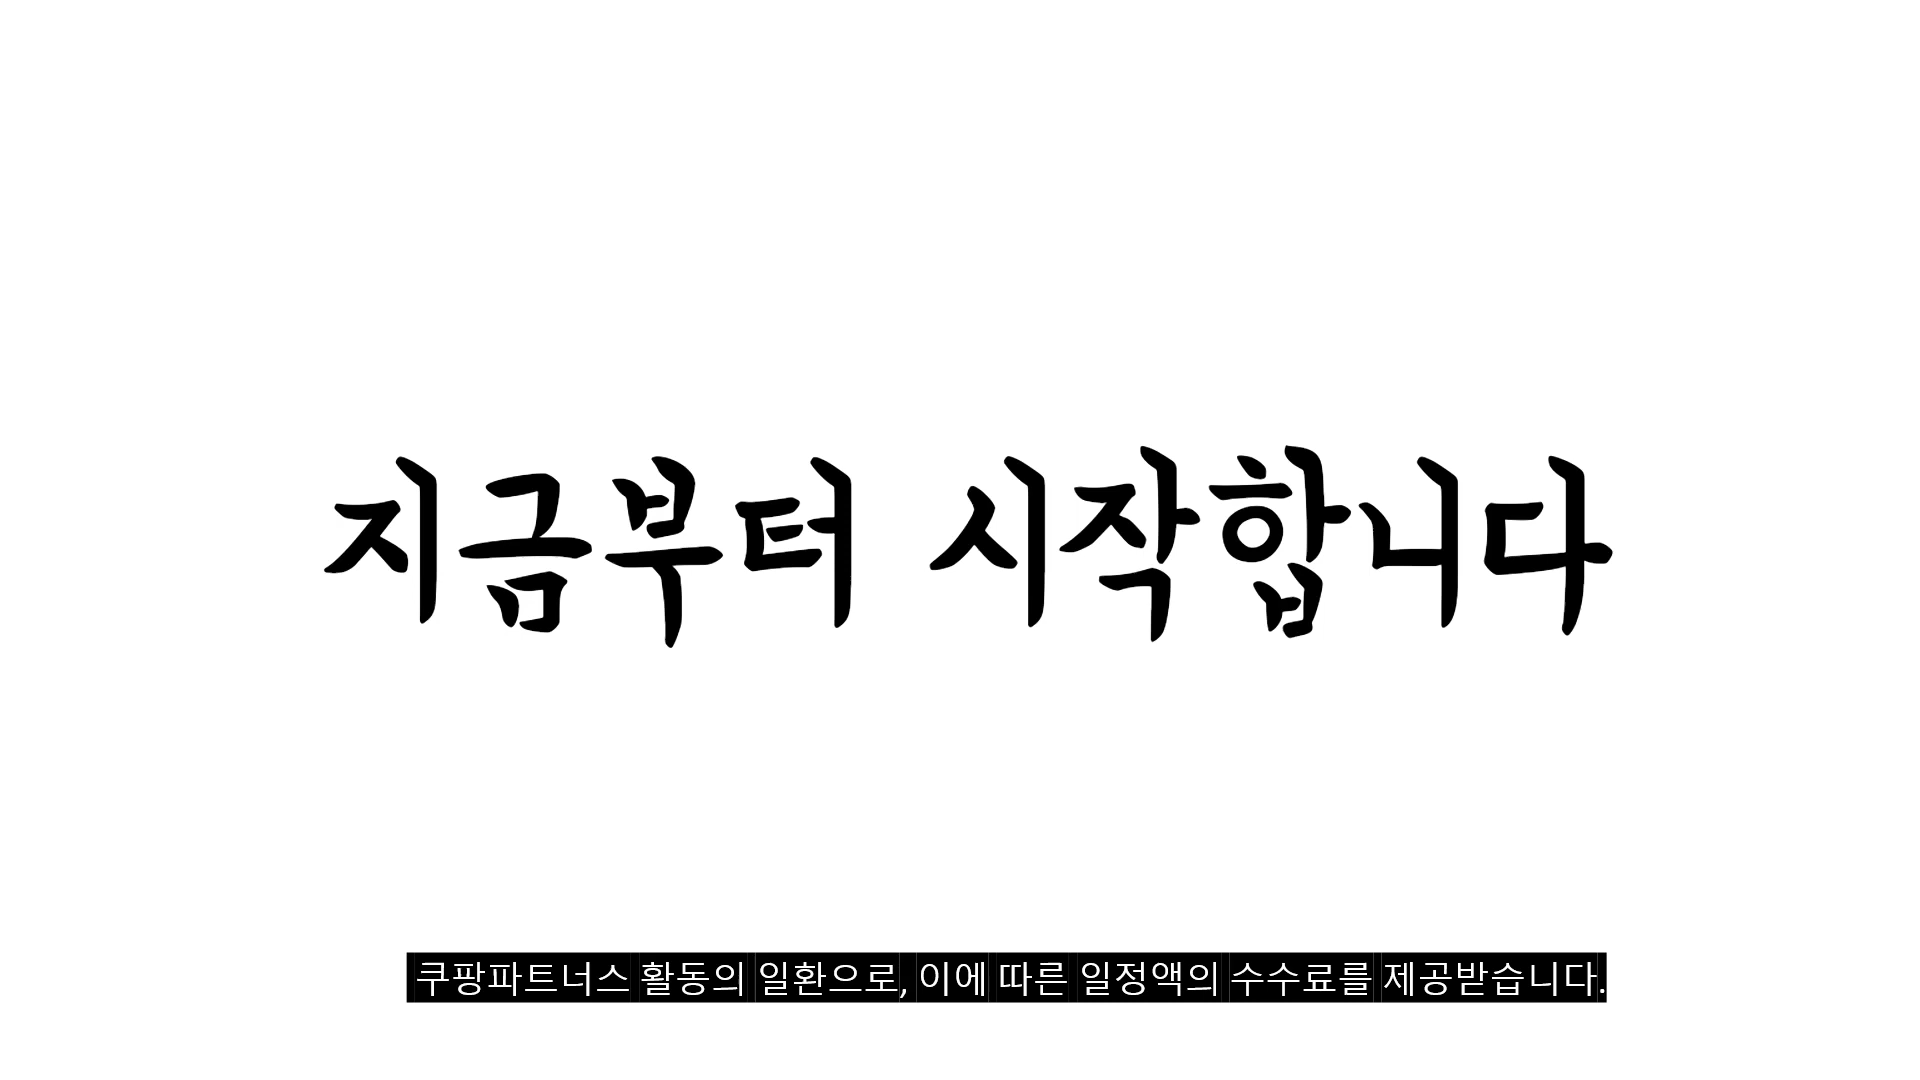 지금부터 시작합니다
쿠팡파트너스 활동의 일환으로, 이에 따른 일정액의 수수료를 제공받습니다.